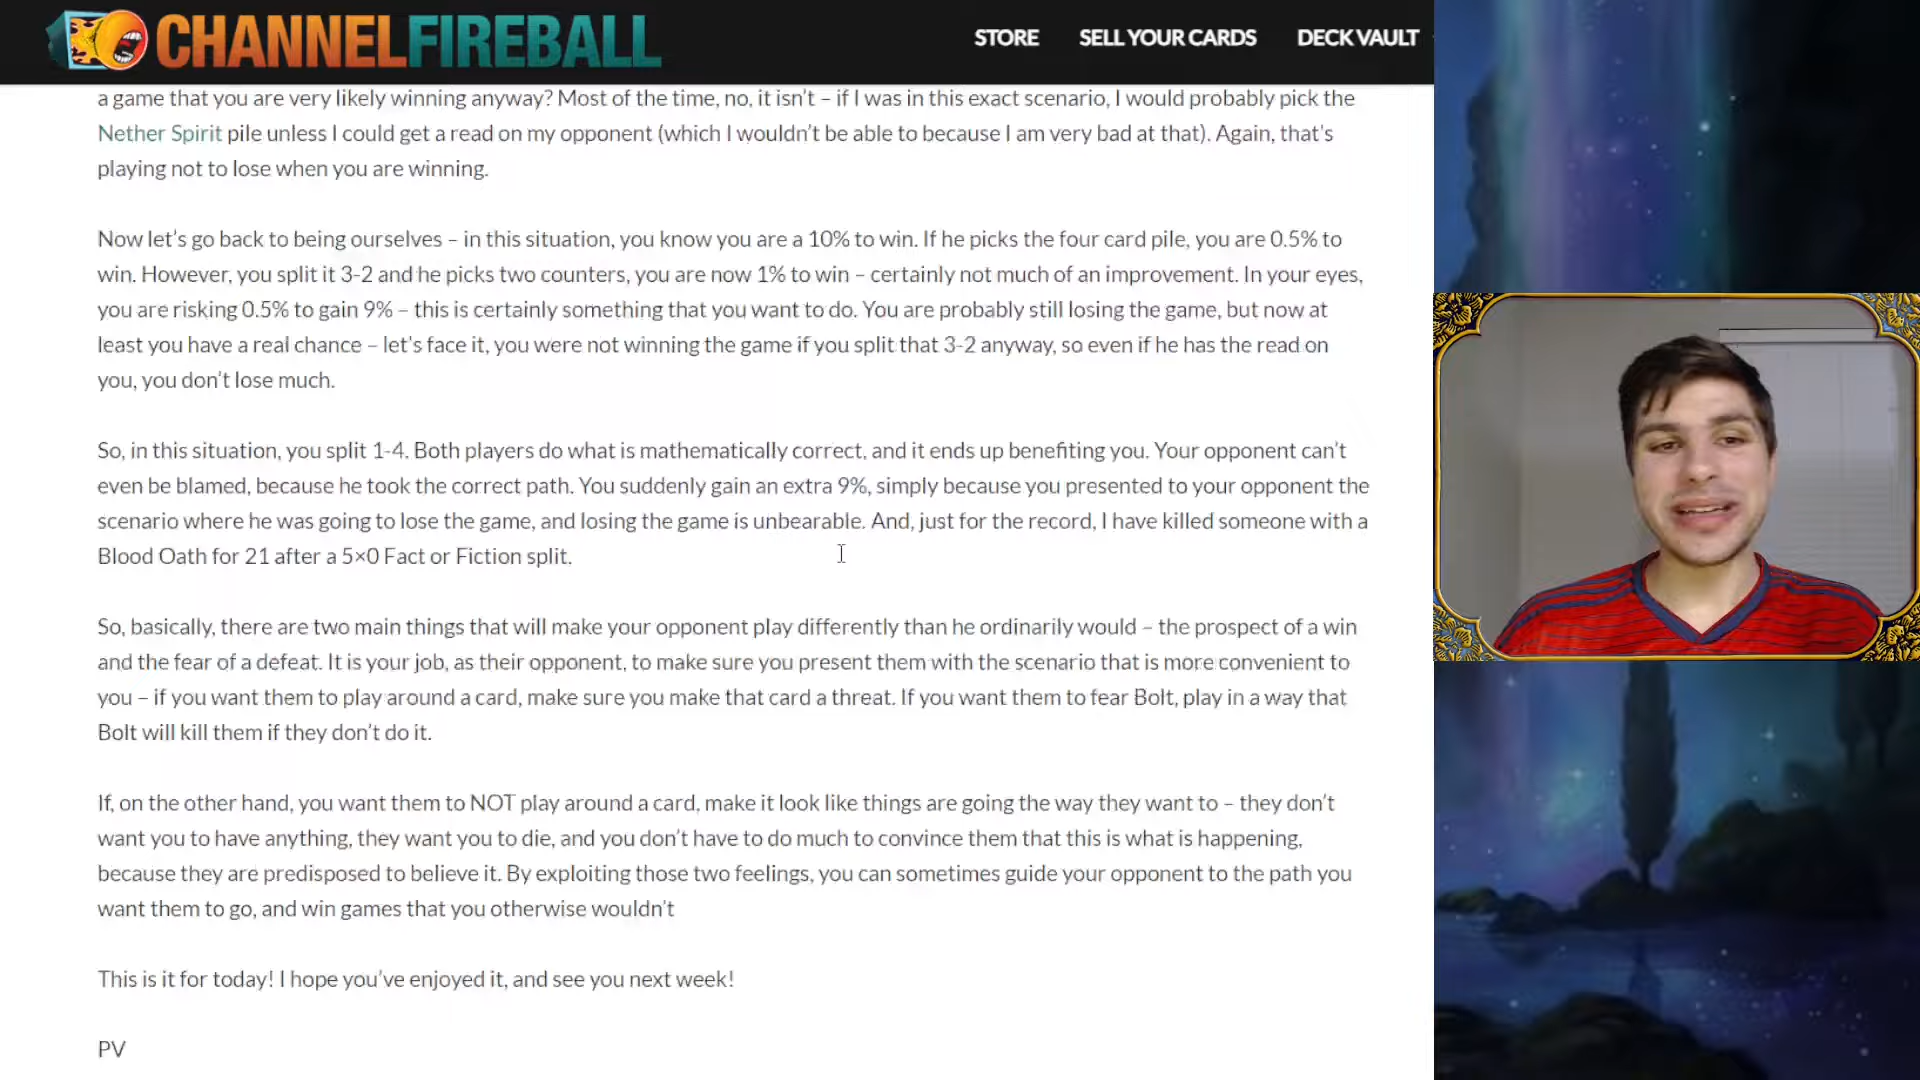 CHANNELFIREBALL
STORE
SELL YOUR CARDS
DECK VAULT
a game that you are very likely winning anyway? Most of the time, no, it isn't – if I was in this exact scenario, I would probably pick the
Nether Spirit pile unless I could get a read on my opponent (which I wouldn't be able to because I am very bad at that). Again, that's
playing not to lose when you are winning.
Now let's go back to being ourselves – in this situation, you know you are a 10% to win. If he picks the four card pile, you are 0.5% to
win. However, you split it 3-2 and he picks two counters, you are now 1% to win – certainly not much of an improvement. In your eyes,
you are risking 0.5% to gain 9% – this is certainly something that you want to do. You are probably still losing the game, but now at
least you have a real chance – let's face it, you were not winning the game if you split that 3-2 anyway, so even if he has the read on
you, you don't lose much.
So, in this situation, you split 1-4. Both players do what is mathematically correct, and it ends up benefiting you. Your opponent can't
even be blamed, because he took the correct path. You suddenly gain an extra 9%, simply because you presented to your opponent the
scenario where he was going to lose the game, and losing the game is unbearable. And, just for the record, I have killed someone with a
Blood Oath for 21 after a 5×0 Fact or Fiction split.
So, basically, there are two main things that will make your opponent play differently than he ordinarily would – the prospect of a win
and the fear of a defeat. It is your job, as their opponent, to make sure you present them with the scenario that is more convenient to
you – if you want them to play around a card, make sure you make that card a threat. If you want them to fear Bolt, play in a way that
Bolt will kill them if they don't do it.
If, on the other hand, you want them to NOT play around a card, make it look like things are going the way they want to – they don't
want you to have anything, they want you to die, and you don't have to do much to convince them that this is what is happening,
because they are predisposed to believe it. By exploiting those two feelings, you can sometimes guide your opponent to the path you
want them to go, and win games that you otherwise wouldn't
This is it for today! I hope you've enjoyed it, and see you next week!
PV